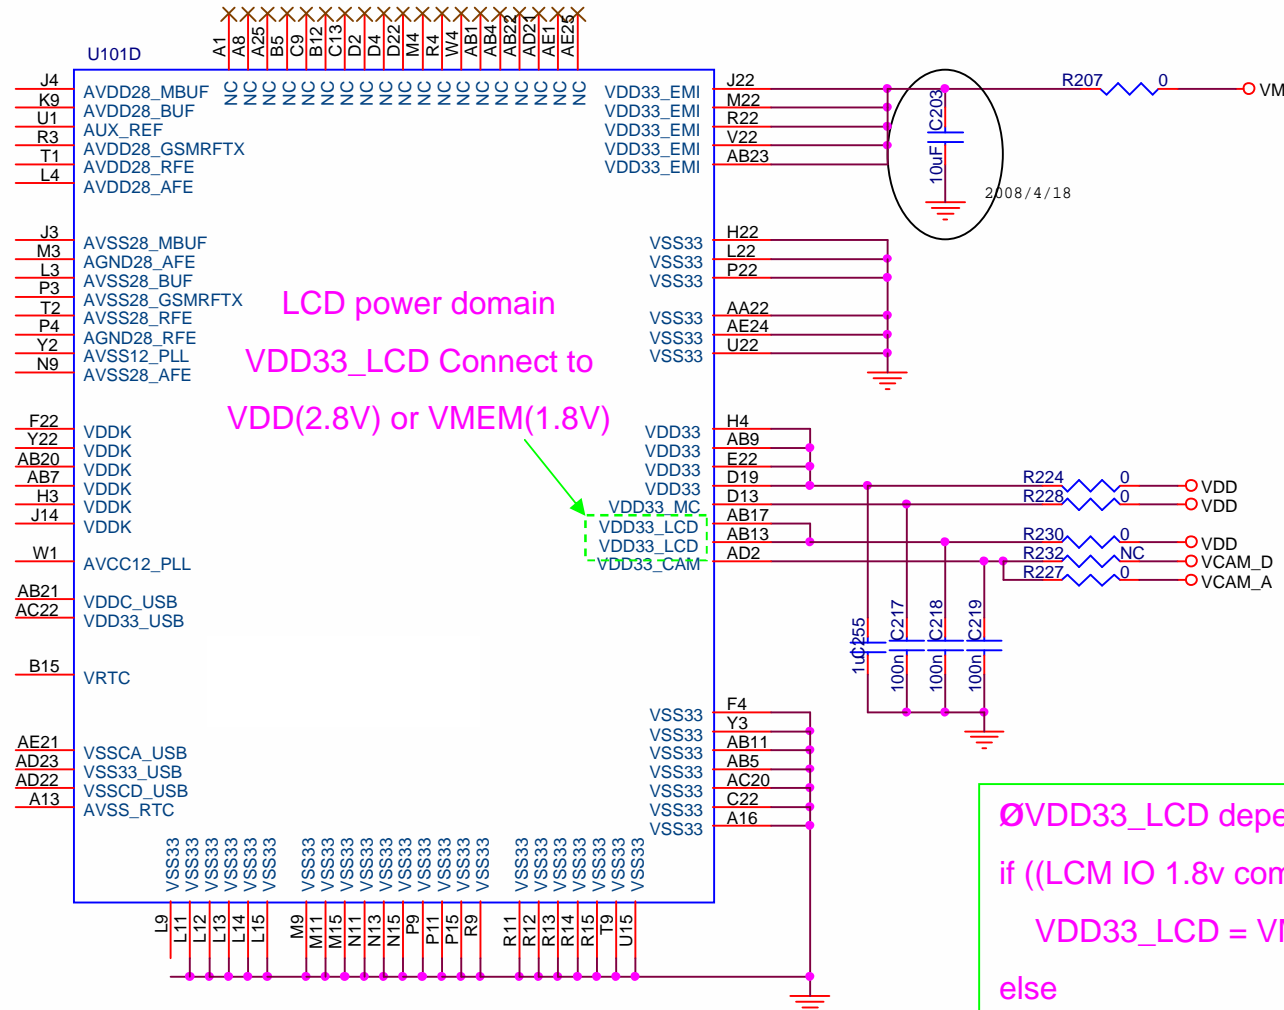 A1
A8
A25
B5
C9
B12
C13
D2
D4
D22
M4
R4
W4
AB1
AB4
AB22
AD21
AE1
AE25
U101D
NC NC NC NC NC NC NC NC NC NC NC NC NC NC NC NC NC NC NC
J4 AVDD28_MBUF
K9 AVDD28_BUF
U1 AUX_REF
R3 AVDD28_GSMRFTX
T1 AVDD28_RFE
L4 AVDD28_AFE
J3 AVSS28_MBUF
M3 AGND28_AFE
L3 AVSS28_BUF
P3 AVSS28_GSMRFTX
T2 AVSS28_RFE
P4 AGND28_RFE
Y2 AVSS12_PLL
N9 AVSS28_AFE
F22 VDDK
Y22 VDDK
AB20 VDDK
AB7 VDDK
H3 VDDK
J14 VDDK
W1 AVCC12_PLL
AB21 VDDC_USB
AC22 VDD33_USB
B15 VRTC
AE21 VSSCA_USB
AD23 VSS33_USB
AD22 VSSCD_USB
A13 AVSS_RTC
LCD power domain
VDD33_LCD Connect to
VDD(2.8V) or VMEM(1.8V)
VDD33_EMI J22
VDD33_EMI M22
VDD33_EMI R22
VDD33_EMI V22
VDD33_EMI AB23
R207 0
C203
10uF
2008/4/18
VSS33 H22
VSS33 L22
VSS33 P22
VSS33 AA22
VSS33 AE24
VSS33 U22
VDD33 H4
VDD33 AB9
VDD33 E22
VDD33 D19
VDD33_MC D13
VDD33_LCD AB17
VDD33_LCD AB13
VDD33_CAM AD2
R224 0 VDD
R228 0 VDD
R230 0 VDD
R232 NC VCAM_D
R227 0 VCAM_A
C255
1u
C217
100n
C218
100n
C219
100n
VSS33 F4
VSS33 Y3
VSS33 AB11
VSS33 AB5
VSS33 AC20
VSS33 C22
VSS33 A16
VSS33 VSS33 VSS33 VSS33 VSS33 VSS33 VSS33 VSS33 VSS33 VSS33 VSS33 VSS33 VSS33 VSS33 VSS33 VSS33 VSS33 VSS33 VSS33 VSS33 VSS33 VSS33 VSS33
L9
L11
L12
L13
L14
L15
M9
M11
M15
N11
N13
N15
P9
P11
P15
R9
R11
R12
R13
R14
R15
T9
U15
ØVDD33_LCD depe
if ((LCM IO 1.8v com
VDD33_LCD = V
else